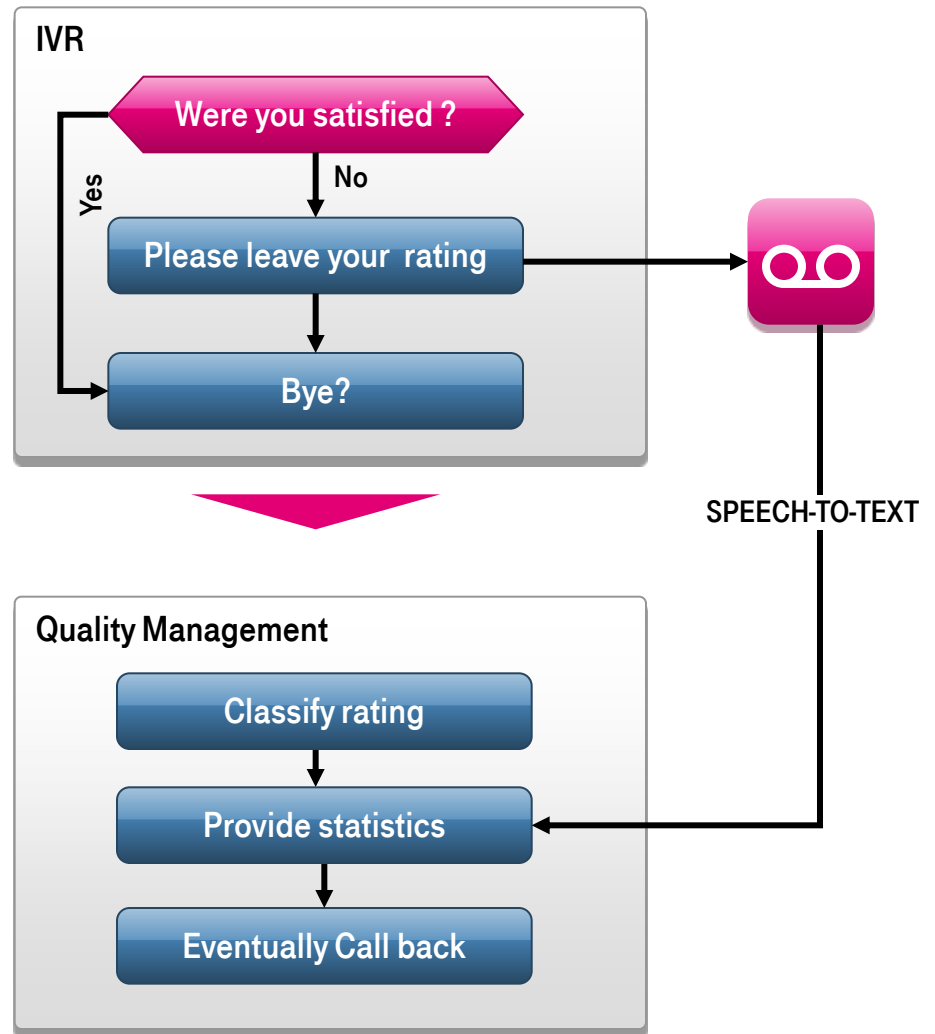 IVR
Were you satisfied ?
Yes
No
Please leave your rating
Bye?
SPEECH-TO-TEXT
Quality Management
Classify rating
Provide statistics
Eventually Call back